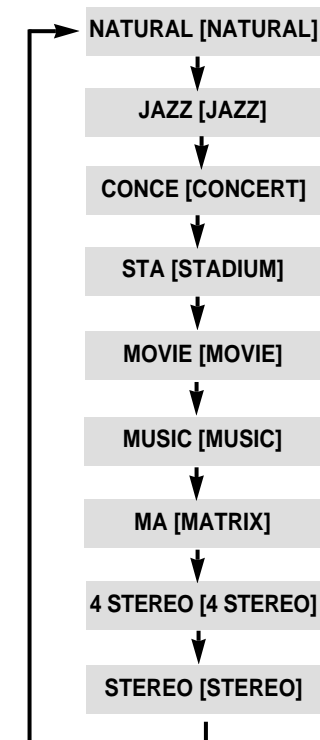 NATURAL [NATURAL]
JAZZ [JAZZ]
CONCE [CONCERT]
STA [STADIUM]
MOVIE [MOVIE]
MUSIC [MUSIC]
MA [MATRIX]
4 STEREO [4 STEREO]
STEREO [STEREO]